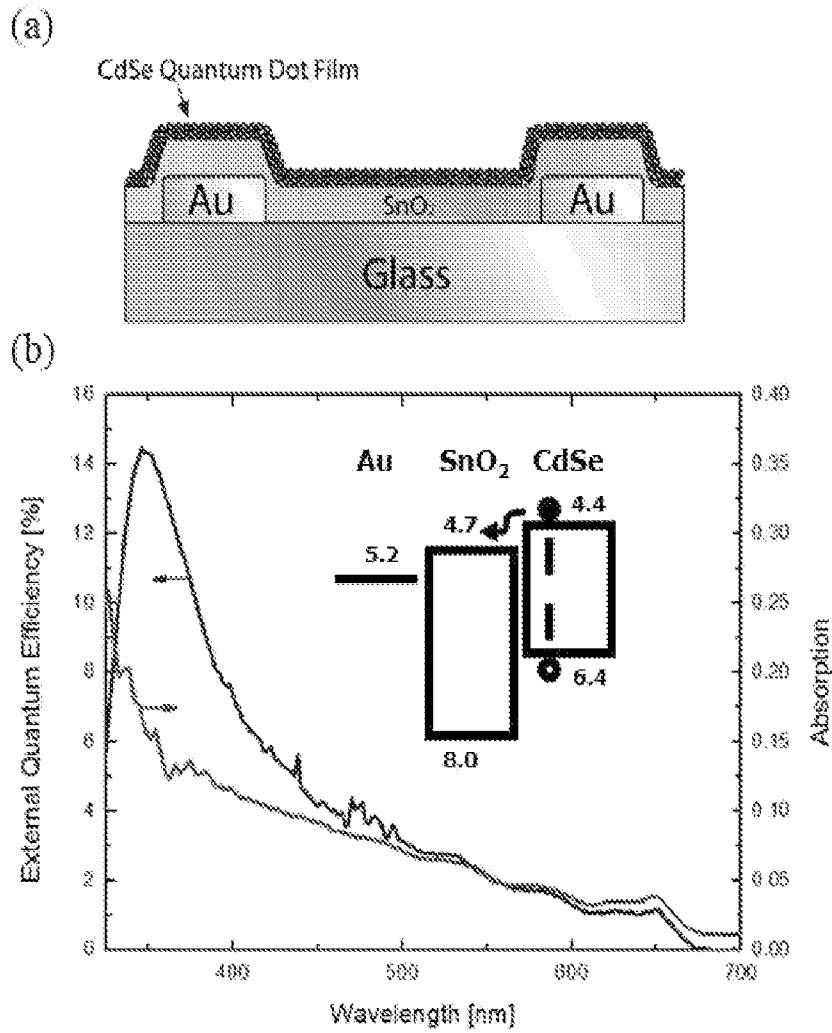 (a)
CdSe Quantum Dot Film
Au SnO2 Au
Glass
(b)
16 0.40
14 0.35
12 0.30
10 0.25
8 0.20
6 0.15
4 0.10
2 0.05
0 0.00
External Quantum Efficiency [%]
Absorption
Au SnO₂ CdSe
4.4
4.7
5.2
6.4
8.0
400 500 600 700
Wavelength [nm]